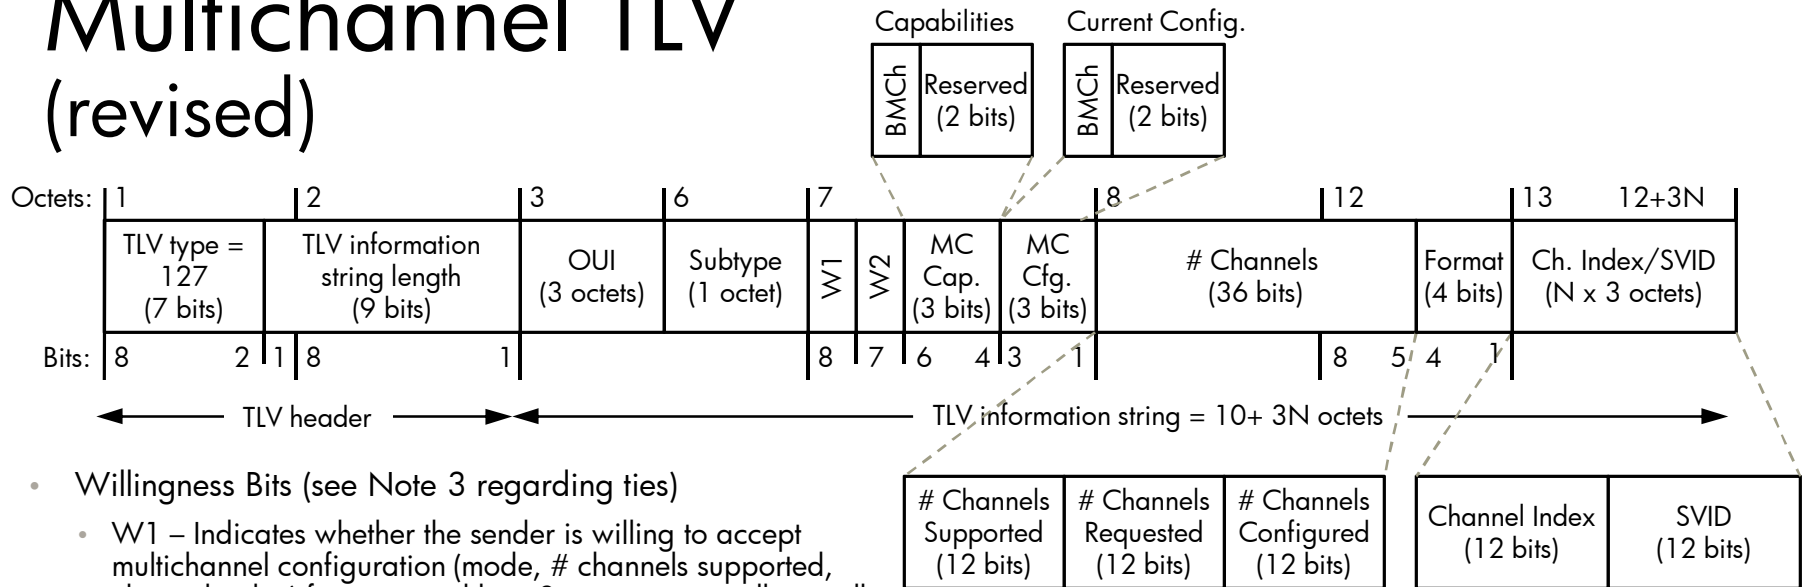 Multichannel TLV
(revised)
Capabilities
Current Config.
BMCh
Reserved
(2 bits)
BMCh
Reserved
(2 bits)
Octets: 1 2 3 6 7 8 12 13 12+3N
TLV type =
127
(7 bits)
TLV information
string length
(9 bits)
OUI
(3 octets)
Subtype
(1 octet)
W1
W2
MC
Cap.
(3 bits)
MC
Cfg.
(3 bits)
# Channels
(36 bits)
Format
(4 bits)
Ch. Index/SVID
(N x 3 octets)
Bits: 8 2 1 8 1 8 7 6 4 3 1 8 5 4 1
TLV header
TLV information string = 10+ 3N octets
# Channels
Supported
(12 bits)
# Channels
Requested
(12 bits)
# Channels
Configured
(12 bits)
Channel Index
(12 bits)
SVID
(12 bits)
• Willingness Bits (see Note 3 regarding ties)
• W1 – Indicates whether the sender is willing to accept
multichannel configuration (mode, # channels supported,